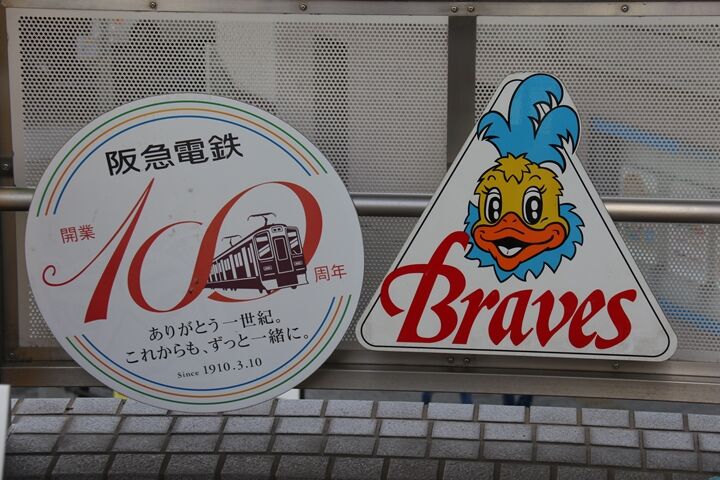 阪急電鉄
開業
100
周年
ありがとう一世紀。
これからも、ずっと一緒に。
Since 1910.3.10
Braves